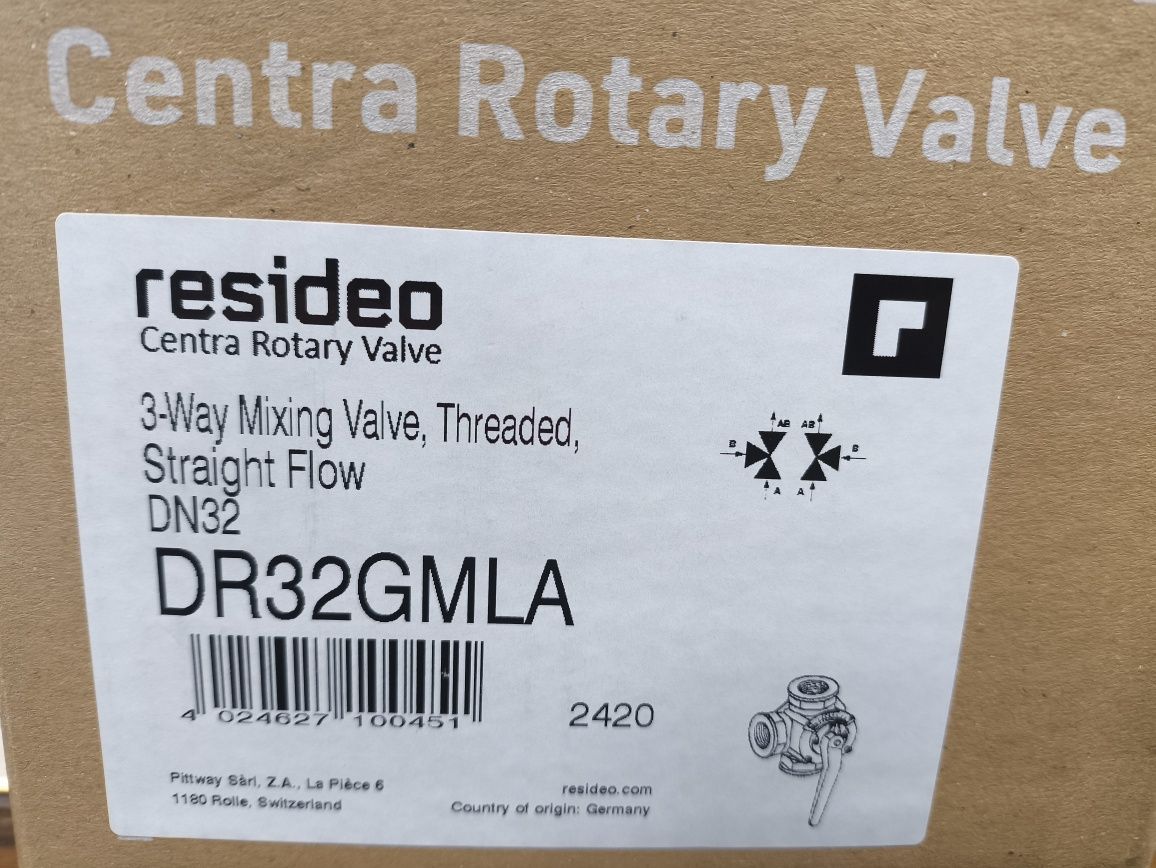 Centra Rotary Valve
resideo
Centra Rotary Valve
3-Way Mixing Valve, Threaded,
Straight Flow
DN32
AB AB
B B
A A
DR32GMLA
4 024627 100451
2420
Pittway Sàrl, Z.A., La Pièce 6
1180 Rolle, Switzerland
resideo.com
Country of origin: Germany